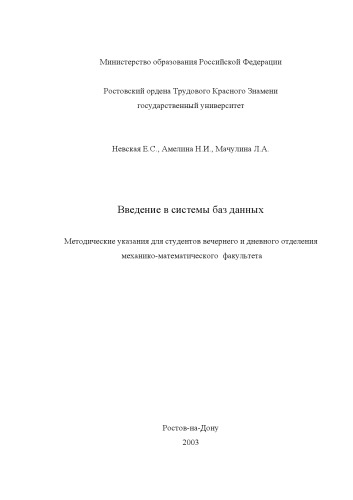 Министерство образования Российской Федерации
Ростовский ордена Трудового Красного Знамени
государственный университет
Невская Е.С., Амелина Н.И., Мачулина Л.А.
Введение в системы баз данных
Методические указания для студентов вечернего и дневного отделения
механико-математического факультета
Ростов-на-Дону
2003